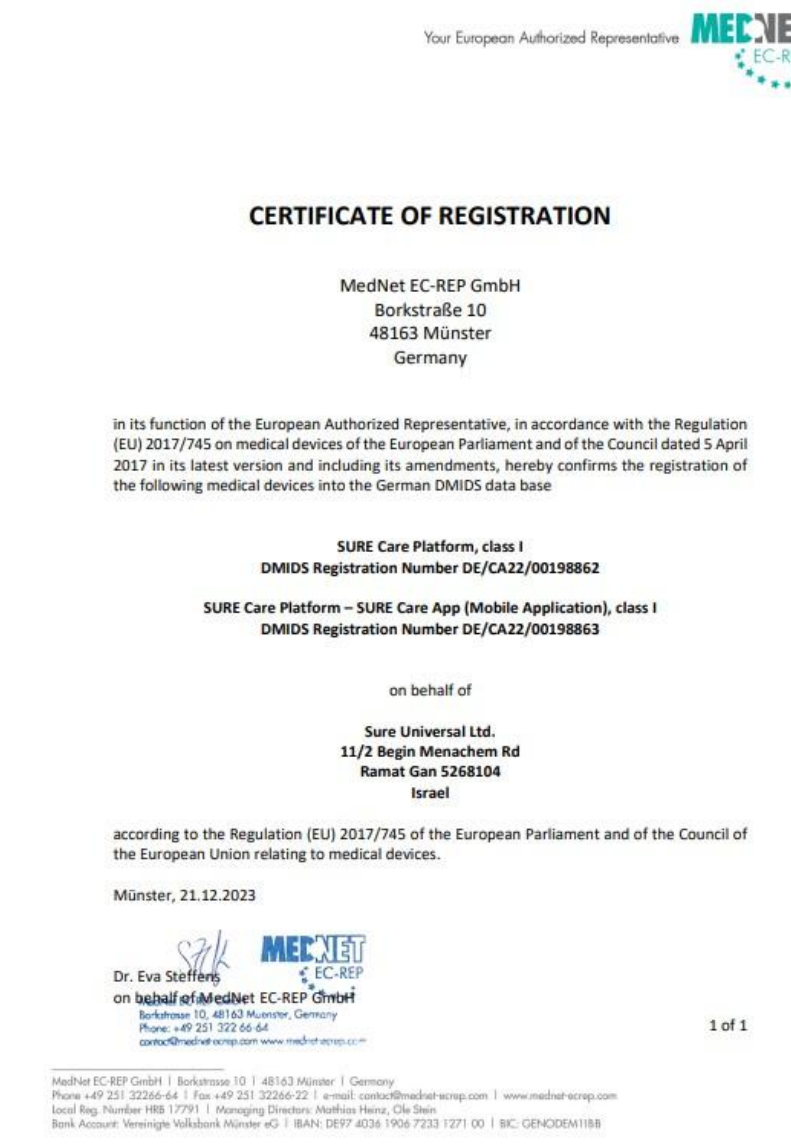 Your European Authorized Representative
MEDNE
EC-R
CERTIFICATE OF REGISTRATION
MedNet EC-REP GmbH
Borkstraße 10
48163 Münster
Germany
in its function of the European Authorized Representative, in accordance with the Regulation
(EU) 2017/745 on medical devices of the European Parliament and of the Council dated 5 April
2017 in its latest version and including its amendments, hereby confirms the registration of
the following medical devices into the German DMIDS data base
SURE Care Platform, class I
DMIDS Registration Number DE/CA22/00198862
SURE Care Platform – SURE Care App (Mobile Application), class I
DMIDS Registration Number DE/CA22/00198863
on behalf of
Sure Universal Ltd.
11/2 Begin Menachem Rd
Ramat Gan 5268104
Israel
according to the Regulation (EU) 2017/745 of the European Parliament and of the Council of
the European Union relating to medical devices.
Münster, 21.12.2023
MEDNET
EC-REP
Dr. Eva Steffens
on behalf of MedNet EC-REP GmbH
Borkstrasse 10, 48163 Muenster, Germany
Phone: +49 251 322 66-64
contact@mednet-ecrep.com www.mednet-ecrep.com
1 of 1
MedNet EC-REP GmbH | Borkstrasse 10 | 48163 Münster | Germany
Phone +49 251 32266-64 | Fax +49 251 32266-22 | e-mail: contact@mednet-ecrep.com | www.mednet-ecrep.com
Local Reg. Number HRB 17791 | Managing Directors: Matthias Heinz, Ole Stein
Bank Account: Vereinigte Volksbank Münster eG | IBAN: DE97 4036 1906 7233 1271 00 | BIC: GENODEM1IBB